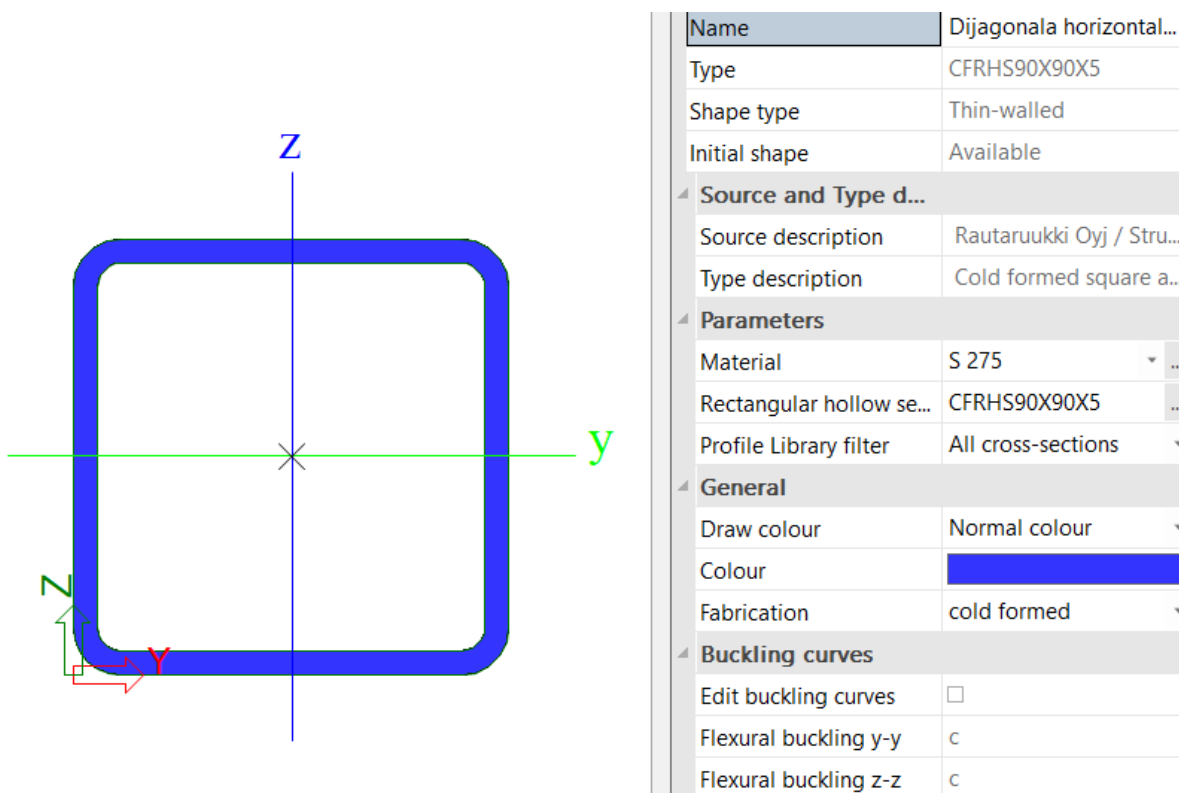 Z
y
Z
Y
Name Dijagonala horizontal...
Type CFRHS90X90X5
Shape type Thin-walled
Initial shape Available
Source and Type d...
Source description Rautaruukki Oyj / Stru...
Type description Cold formed square a...
Parameters
Material S 275 ...
Rectangular hollow se... CFRHS90X90X5 ...
Profile Library filter All cross-sections
General
Draw colour Normal colour
Colour
Fabrication cold formed
Buckling curves
Edit buckling curves
Flexural buckling y-y c
Flexural buckling z-z c